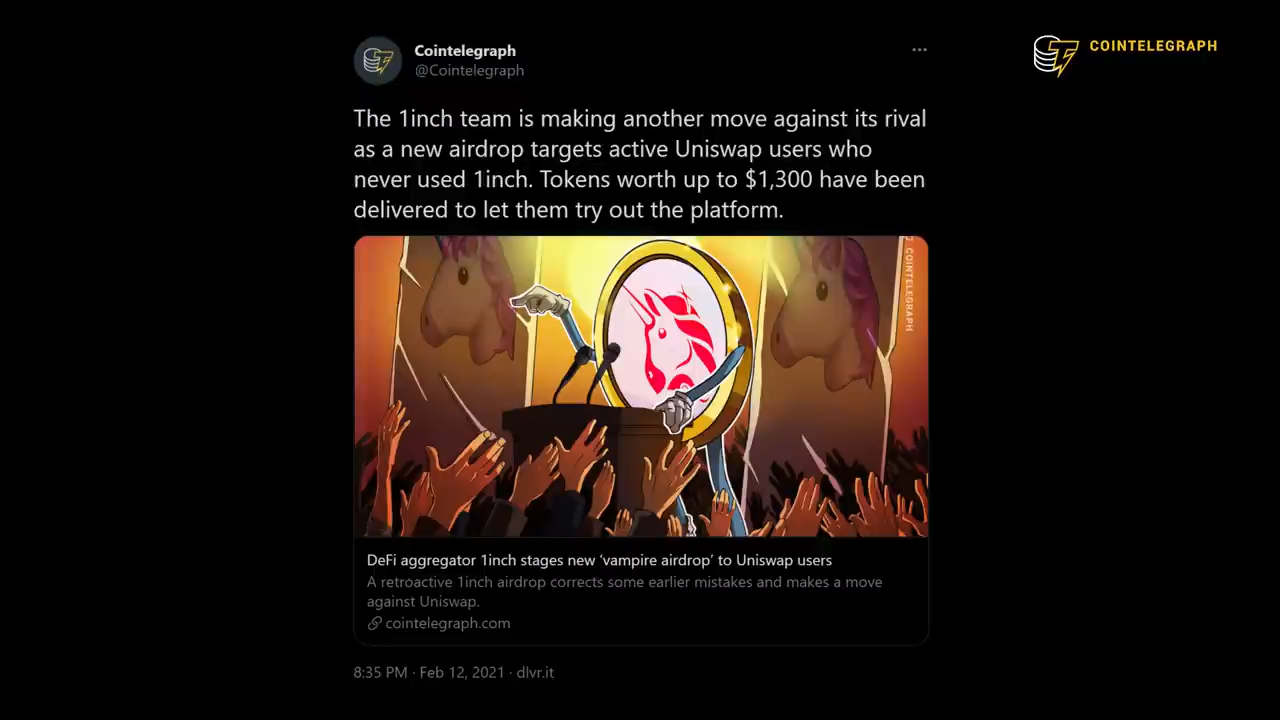 Cointelegraph
@Cointelegraph
COINTELEGRAPH
The 1inch team is making another move against its rival
as a new airdrop targets active Uniswap users who
never used 1inch. Tokens worth up to $1,300 have been
delivered to let them try out the platform.
COINTELEGRAPH
DeFi aggregator 1inch stages new ‘vampire airdrop’ to Uniswap users
A retroactive 1inch airdrop corrects some earlier mistakes and makes a move
against Uniswap.
cointelegraph.com
8:35 PM · Feb 12, 2021 · dlvr.it